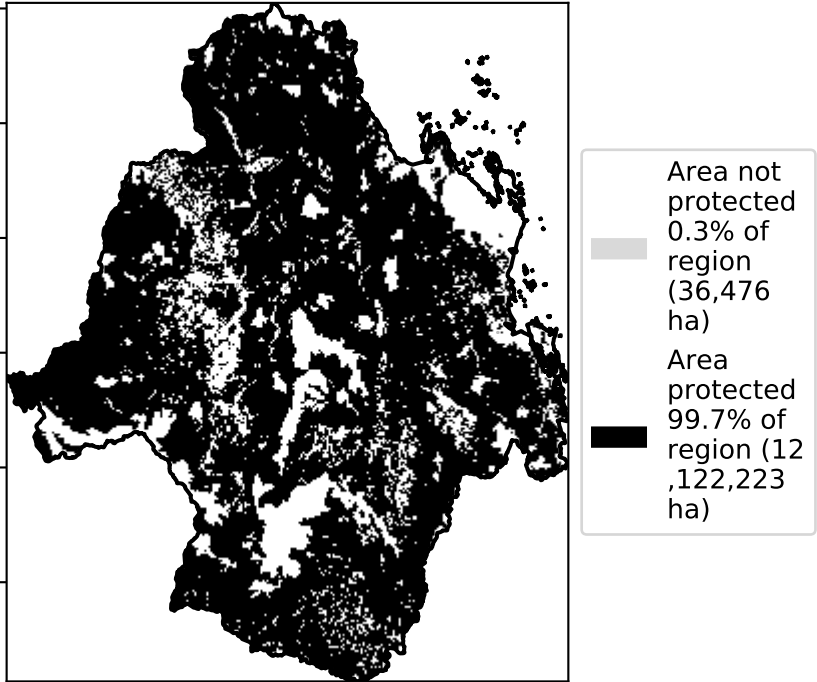 Area not
protected
0.3% of
region
(36,476
ha)
Area
protected
99.7% of
region (12
,122,223
ha)